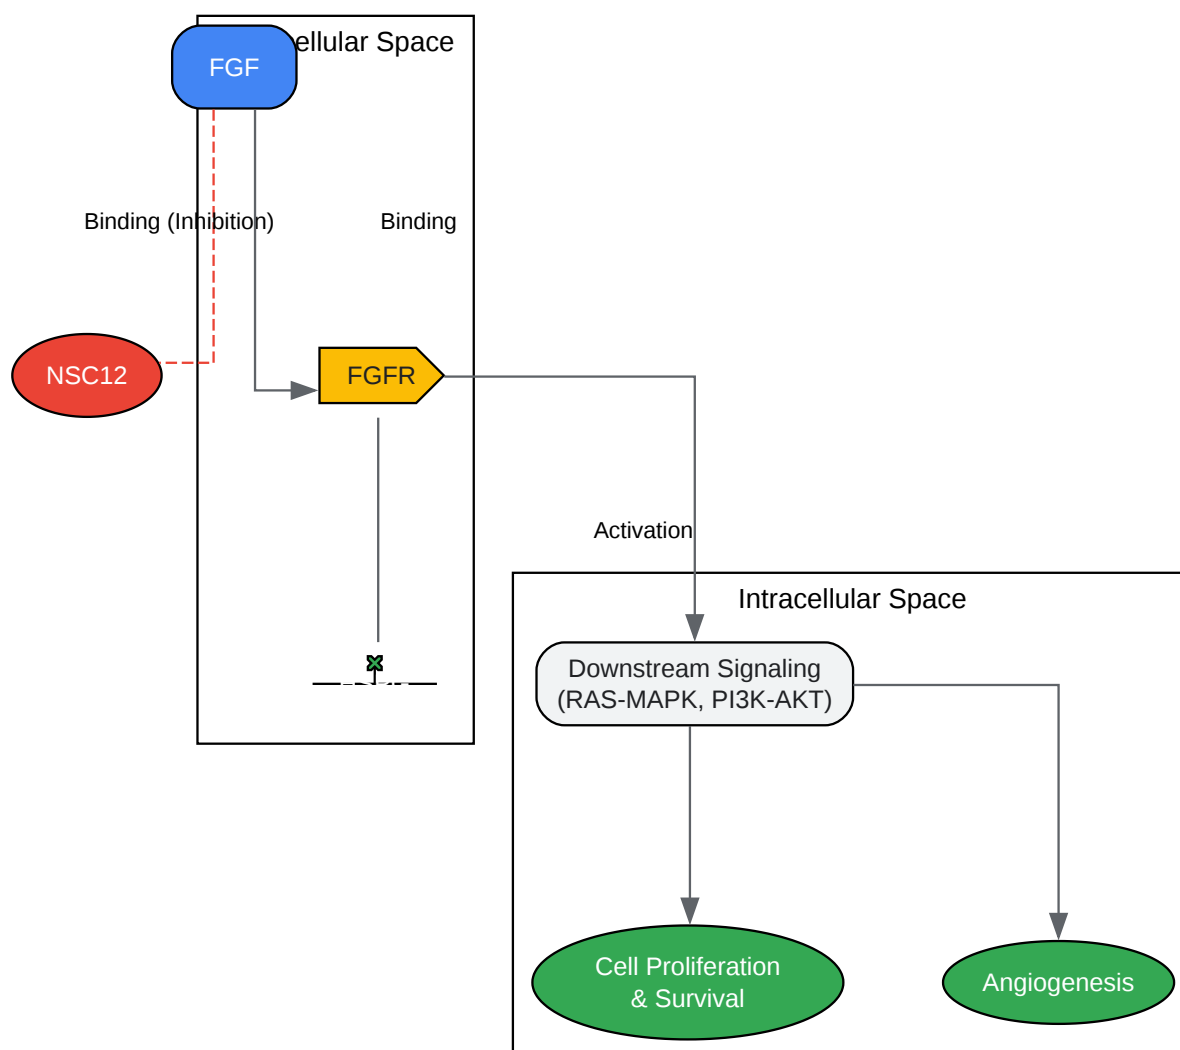 ellular Space
FGF
Binding (Inhibition)
Binding
NSC12
FGFR
Activation
Intracellular Space
Downstream Signaling
(RAS-MAPK, PI3K-AKT)
Cell Proliferation
& Survival
Angiogenesis